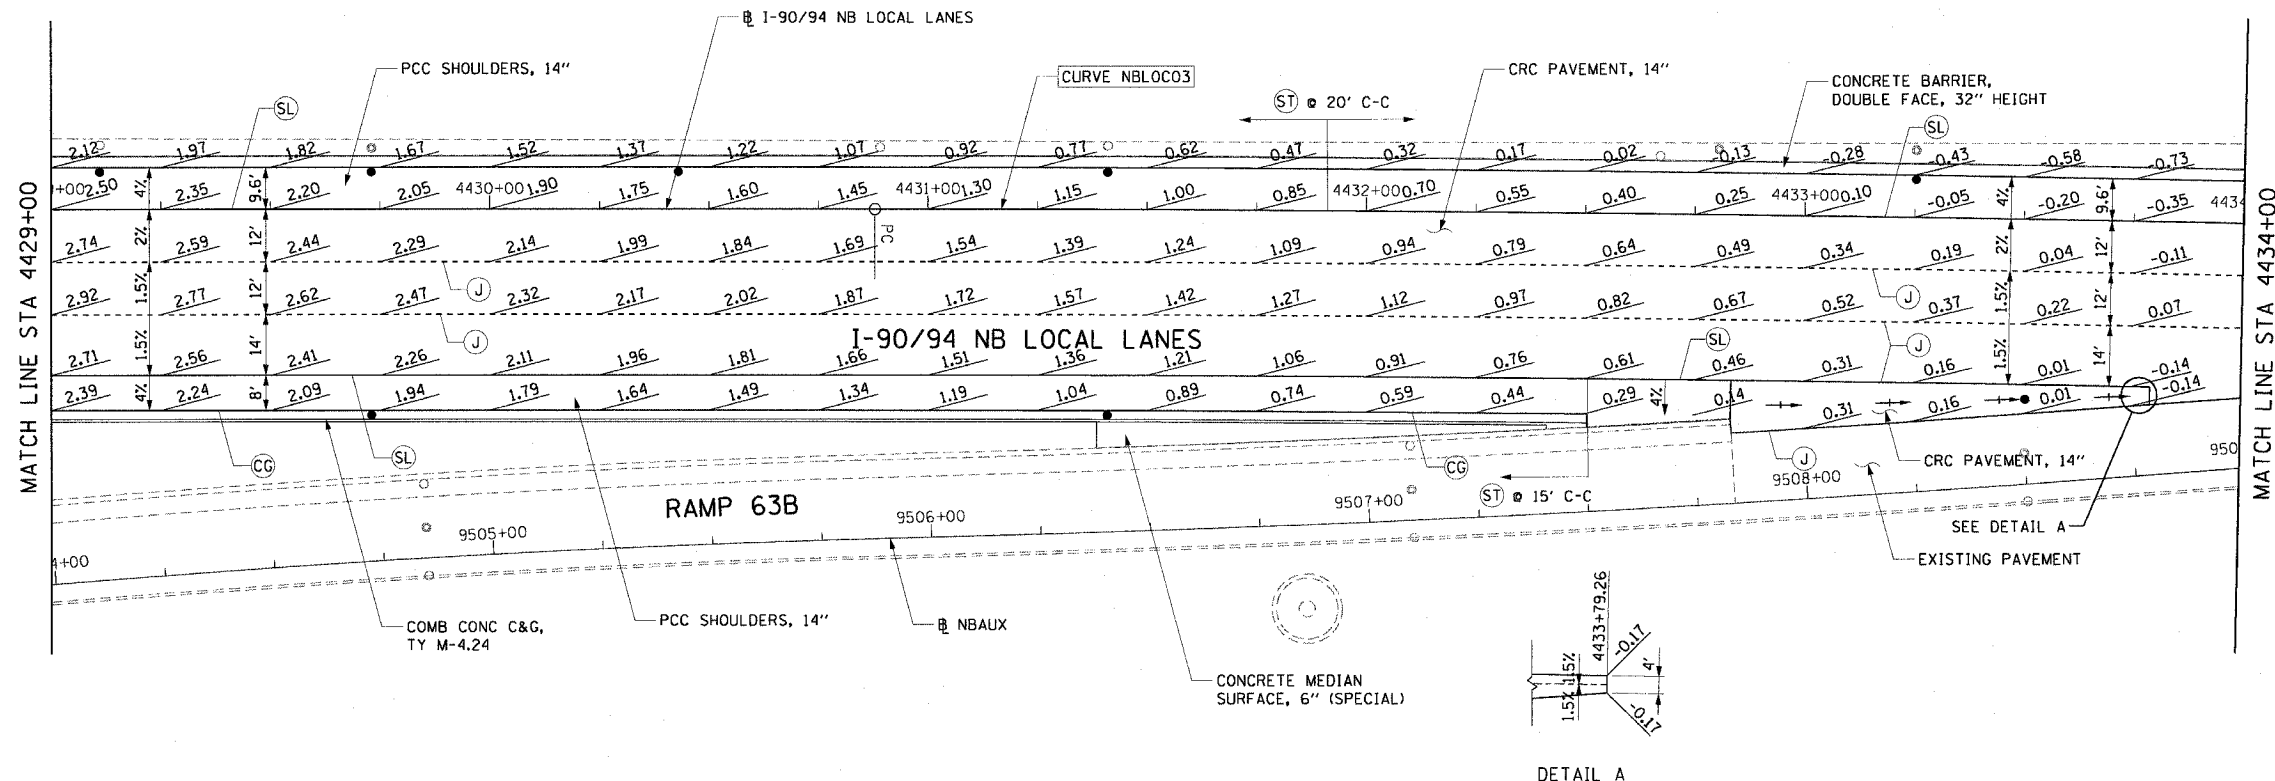 ℄ I-90/94 NB LOCAL LANES
PCC SHOULDERS, 14"
CURVE NBLOC03
CRC PAVEMENT, 14"
CONCRETE BARRIER,
DOUBLE FACE, 32" HEIGHT
SL
ST @ 20' C-C
SL
2.12 1.97 1.82 1.67 1.52 1.37 1.22 1.07 0.92 0.77 0.62 0.47 0.32 0.17 0.02 -0.13 -0.28 -0.43 -0.58 -0.73
+00 2.50 4% 2.35 9.6' 2.20 2.05 4430+00 1.90 1.75 1.60 1.45 4431+00 1.30 1.15 1.00 0.85 4432+00 0.70 0.55 0.40 0.25 4433+00 0.10 -0.05 4% -0.20 9.6' -0.35 4434
PC
2.74 2% 2.59 12' 2.44 2.29 2.14 1.99 1.84 1.69 1.54 1.39 1.24 1.09 0.94 0.79 0.64 0.49 0.34 0.19 2% 0.04 12' -0.11
J
J
2.92 1.5% 2.77 12' 2.62 2.47 2.32 2.17 2.02 1.87 1.72 1.57 1.42 1.27 1.12 0.97 0.82 0.67 0.52 0.37 1.5% 0.22 12' 0.07
I-90/94 NB LOCAL LANES
J
SL
J
2.71 1.5% 2.56 14' 2.41 2.26 2.11 1.96 1.81 1.66 1.51 1.36 1.21 1.06 0.91 0.76 0.61 0.46 0.31 0.16 1.5% 0.01 14' -0.14
2.39 4% 2.24 8' 2.09 1.94 1.79 1.64 1.49 1.34 1.19 1.04 0.89 0.74 0.59 0.44 0.29 4% 0.14 0.31 0.16 0.01 -0.14
MATCH LINE STA 4429+00
MATCH LINE STA 4434+00
CG
SL
CG
J
CRC PAVEMENT, 14"
ST @ 15' C-C
RAMP 63B
+00
9505+00
9506+00
9507+00
9508+00
950
SEE DETAIL A
EXISTING PAVEMENT
COMB CONC C&G,
TY M-4.24
PCC SHOULDERS, 14"
℄ NBAUX
CONCRETE MEDIAN
SURFACE, 6" (SPECIAL)
4433+79.26
-0.17
1.5% 1.5%
4'
-0.17
DETAIL A